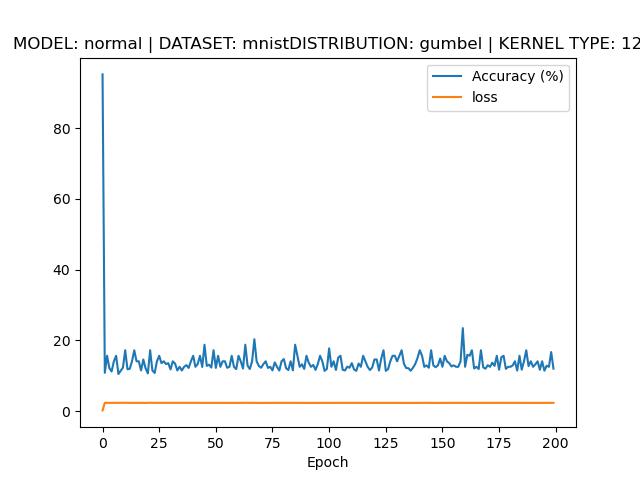 MODEL: normal | DATASET: mnistDISTRIBUTION: gumbel | KERNEL TYPE: 12
Accuracy (%)
loss
80
60
40
20
0
0 25 50 75 100 125 150 175 200
Epoch